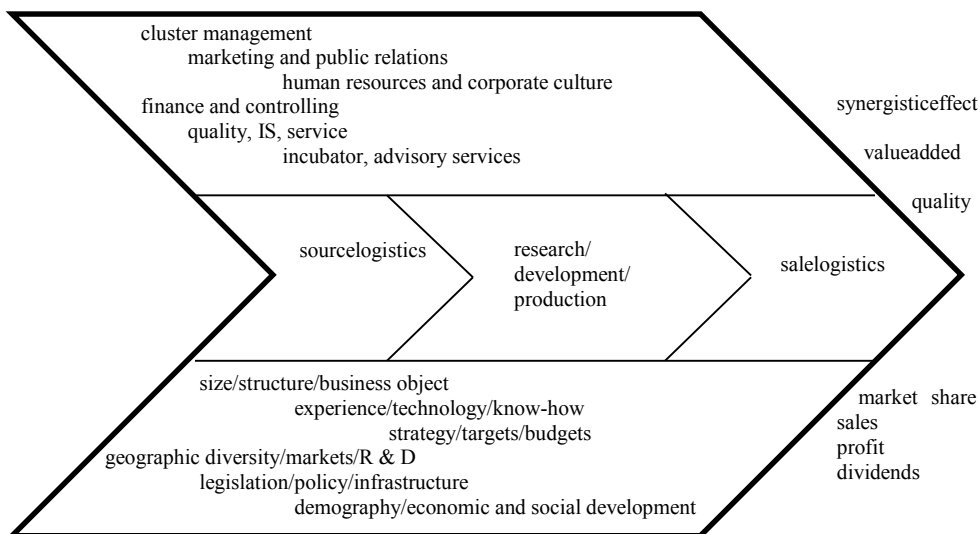 cluster management
marketing and public relations
human resources and corporate culture
finance and controlling
quality, IS, service
incubator, advisory services
synergisticeffect
valueadded
quality
sourcelogistics
research/
development/
production
salelogistics
size/structure/business object
experience/technology/know-how
strategy/targets/budgets
geographic diversity/markets/R & D
legislation/policy/infrastructure
demography/economic and social development
market share
sales
profit
dividends